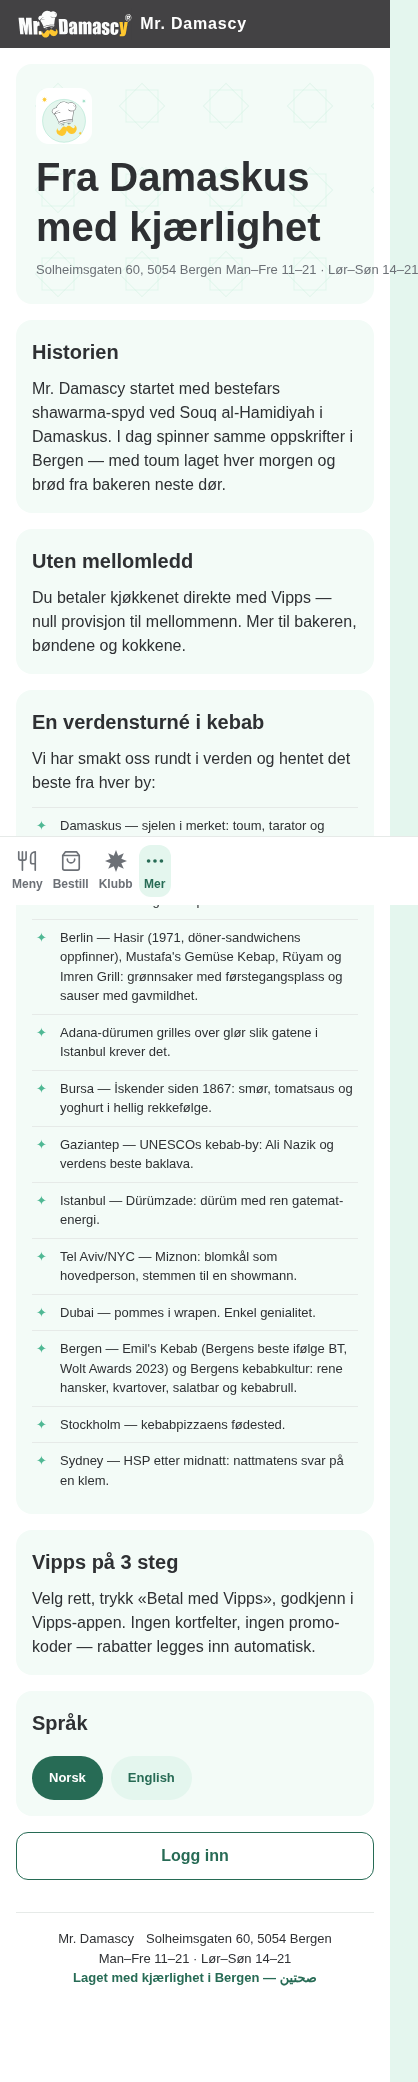 Mr. Damascy® Mr. Damascy
Fra Damaskus
med kjærlighet
Solheimsgaten 60, 5054 Bergen Man–Fre 11–21 · Lør–Søn 14–21
Historien
Mr. Damascy startet med bestefars
shawarma-spyd ved Souq al-Hamidiyah i
Damaskus. I dag spinner samme oppskrifter i
Bergen — med toum laget hver morgen og
brød fra bakeren neste dør.
Uten mellomledd
Du betaler kjøkkenet direkte med Vipps —
null provisjon til mellommenn. Mer til bakeren,
bøndene og kokkene.
En verdensturné i kebab
Vi har smakt oss rundt i verden og hentet det
beste fra hver by:
✦ Damaskus — sjelen i merket: toum, tarator og
Meny Bestill Klubb Mer
✦ Berlin — Hasir (1971, döner-sandwichens
oppfinner), Mustafa's Gemüse Kebap, Rüyam og
Imren Grill: grønnsaker med førstegangsplass og
sauser med gavmildhet.
✦ Adana-dürumen grilles over glør slik gatene i
Istanbul krever det.
✦ Bursa — İskender siden 1867: smør, tomatsaus og
yoghurt i hellig rekkefølge.
✦ Gaziantep — UNESCOs kebab-by: Ali Nazik og
verdens beste baklava.
✦ Istanbul — Dürümzade: dürüm med ren gatemat-
energi.
✦ Tel Aviv/NYC — Miznon: blomkål som
hovedperson, stemmen til en showmann.
✦ Dubai — pommes i wrapen. Enkel genialitet.
✦ Bergen — Emil's Kebab (Bergens beste ifølge BT,
Wolt Awards 2023) og Bergens kebabkultur: rene
hansker, kvartover, salatbar og kebabrull.
✦ Stockholm — kebabpizzaens fødested.
✦ Sydney — HSP etter midnatt: nattmatens svar på
en klem.
Vipps på 3 steg
Velg rett, trykk «Betal med Vipps», godkjenn i
Vipps-appen. Ingen kortfelter, ingen promo-
koder — rabatter legges inn automatisk.
Språk
Norsk English
Logg inn
Mr. Damascy Solheimsgaten 60, 5054 Bergen
Man–Fre 11–21 · Lør–Søn 14–21
Laget med kjærlighet i Bergen — صحتين